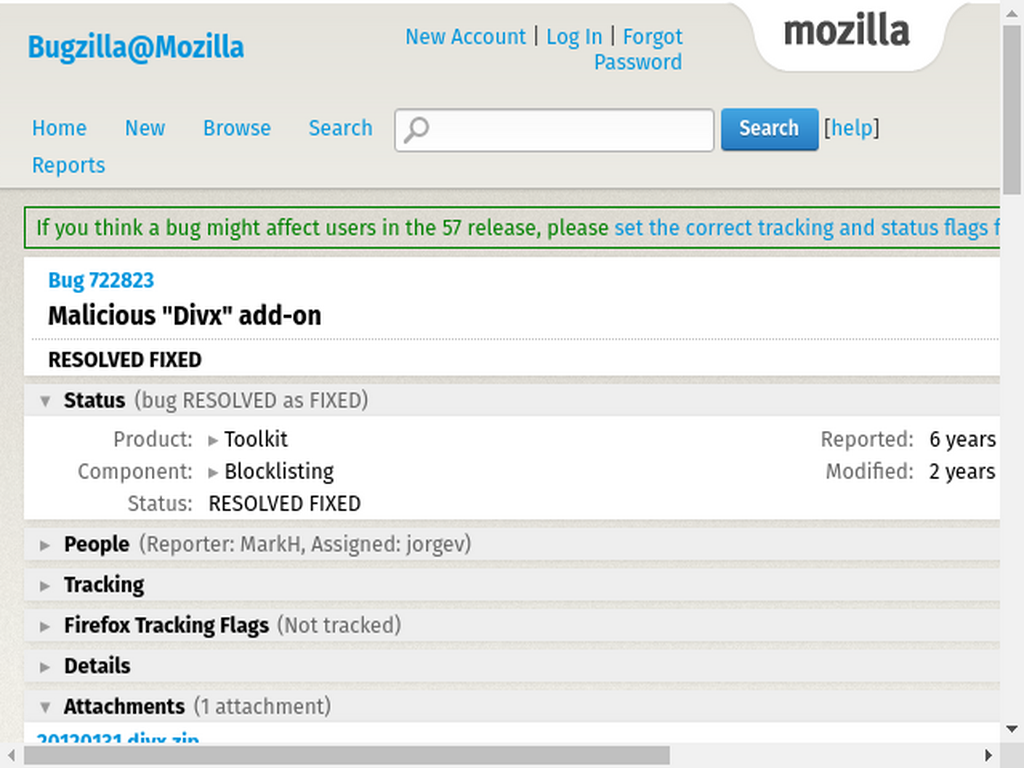 Bugzilla@Mozilla
New Account | Log In | Forgot
Password
mozilla
Home New Browse Search Search [help]
Reports
If you think a bug might affect users in the 57 release, please set the correct tracking and status flags f
Bug 722823
Malicious "Divx" add-on
RESOLVED FIXED
Status (bug RESOLVED as FIXED)
Product: Toolkit Reported: 6 years
Component: Blocklisting Modified: 2 years
Status: RESOLVED FIXED
People (Reporter: MarkH, Assigned: jorgev)
Tracking
Firefox Tracking Flags (Not tracked)
Details
Attachments (1 attachment)
20120131 divx.zip